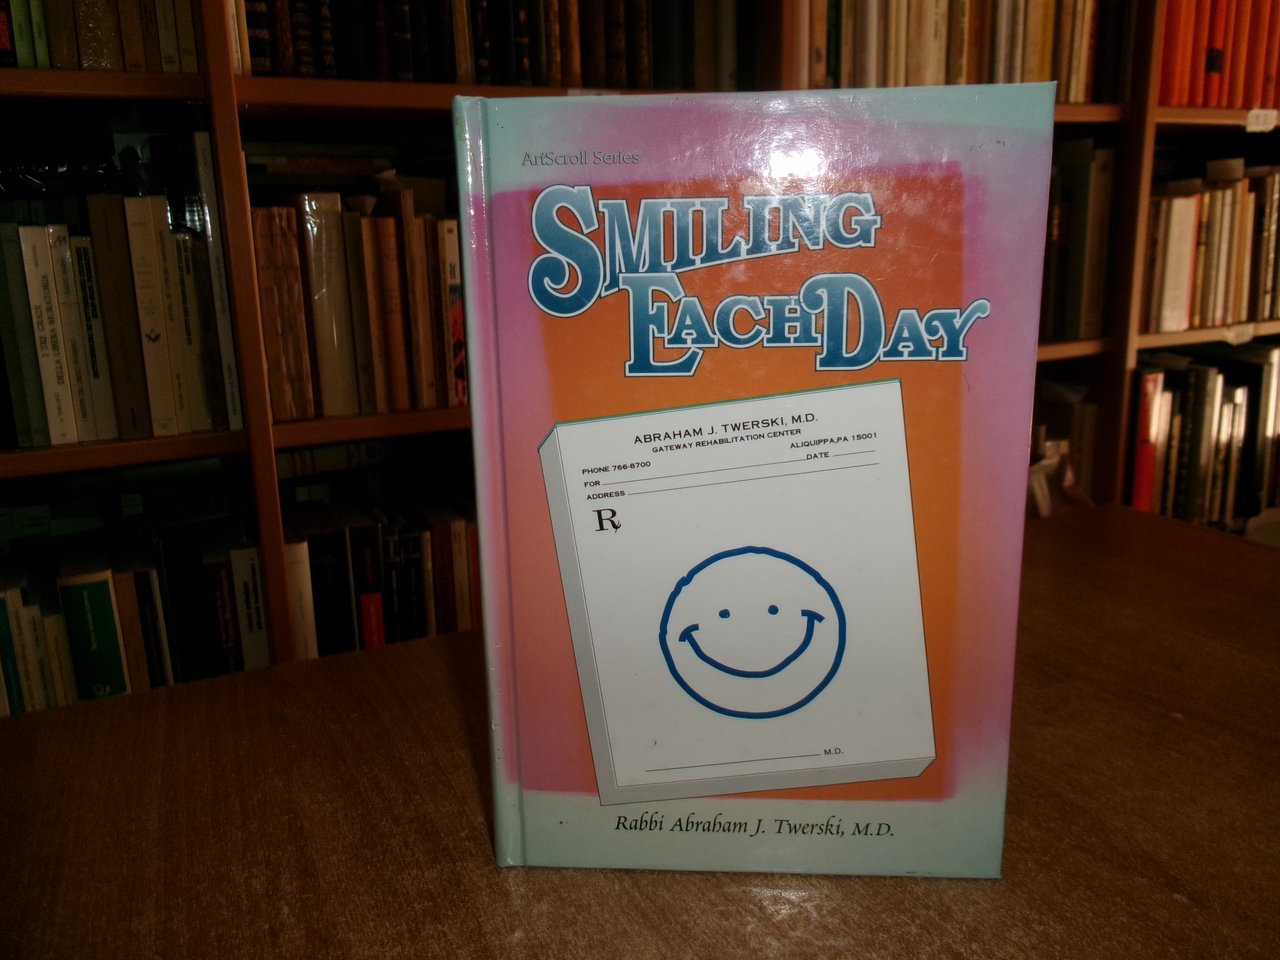 ArtScroll Series
SMILING
EACH DAY
ABRAHAM J. TWERSKI, M.D.
GATEWAY REHABILITATION CENTER
PHONE 766-8700
ALIQUIPPA, PA 15001
FOR
DATE
ADDRESS
℞
M.D.
Rabbi Abraham J. Twerski, M.D.